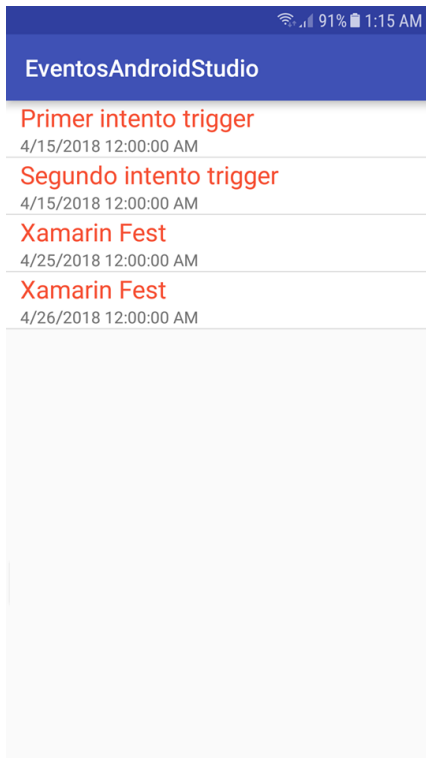 91% 1:15 AM
EventosAndroidStudio
Primer intento trigger
4/15/2018 12:00:00 AM
Segundo intento trigger
4/15/2018 12:00:00 AM
Xamarin Fest
4/25/2018 12:00:00 AM
Xamarin Fest
4/26/2018 12:00:00 AM